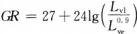 GR = 27 + 24lg(L_vl / L_ve^0.9)